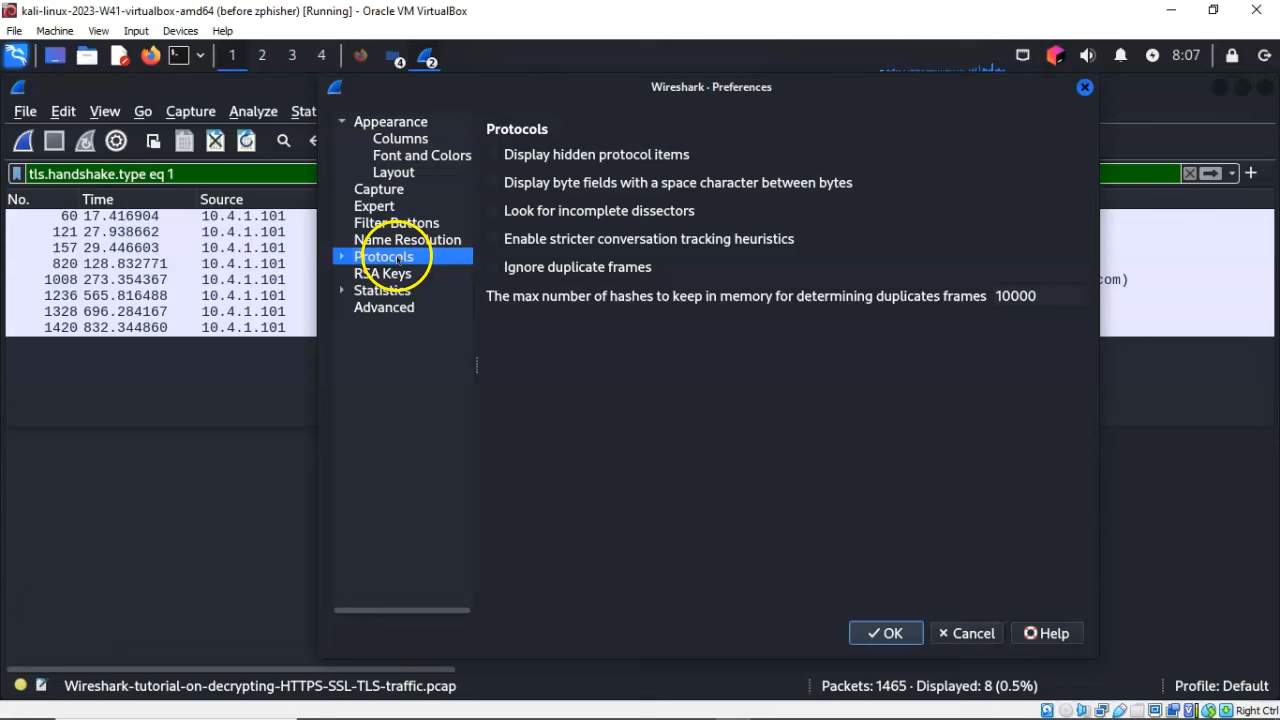 kali-linux-2023-W41-virtualbox-amd64 (before zphisher) [Running] - Oracle VM VirtualBox
File Machine View Input Devices Help
1 2 3 4 4 2 8:07
Wireshark · Preferences
File Edit View Go Capture Analyze Stat
tls.handshake.type eq 1
No. Time Source
60 17.416904 10.4.1.101
121 27.938662 10.4.1.101
157 29.446603 10.4.1.101
820 128.832771 10.4.1.101
1008 273.354367 10.4.1.101 com)
1236 565.816488 10.4.1.101
1328 696.284167 10.4.1.101
1420 832.344860 10.4.1.101
Appearance
Columns
Font and Colors
Layout
Capture
Expert
Filter Buttons
Name Resolution
Protocols
RSA Keys
Statistics
Advanced
Protocols
Display hidden protocol items
Display byte fields with a space character between bytes
Look for incomplete dissectors
Enable stricter conversation tracking heuristics
Ignore duplicate frames
The max number of hashes to keep in memory for determining duplicates frames 10000
OK Cancel Help
Wireshark-tutorial-on-decrypting-HTTPS-SSL-TLS-traffic.pcap Packets: 1465 · Displayed: 8 (0.5%) Profile: Default
Right Ctrl